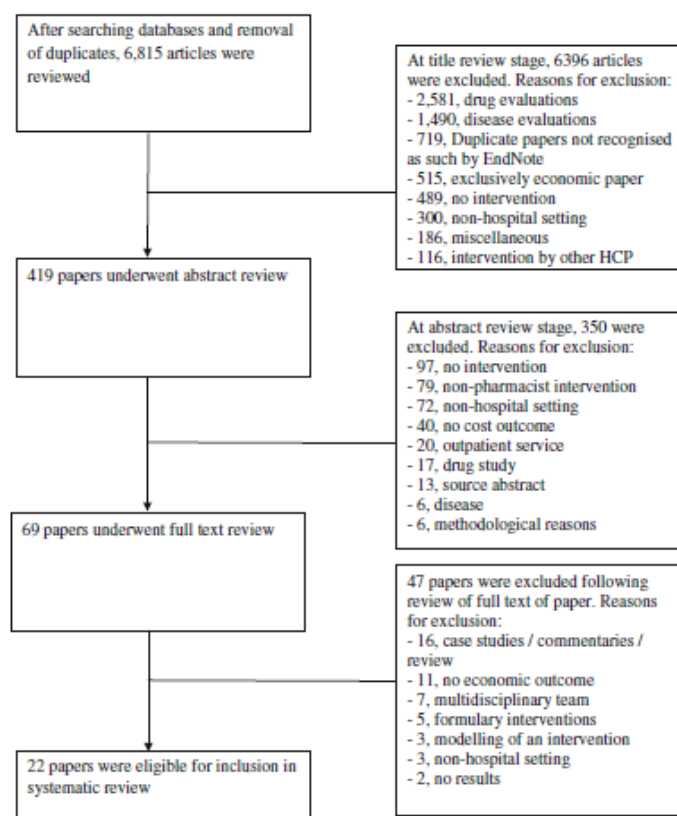 After searching databases and removal
of duplicates, 6,815 articles were
reviewed
At title review stage, 6396 articles
were excluded. Reasons for exclusion:
- 2,581, drug evaluations
- 1,490, disease evaluations
- 719, Duplicate papers not recognised
as such by EndNote
- 515, exclusively economic paper
- 489, no intervention
- 300, non-hospital setting
- 186, miscellaneous
- 116, intervention by other HCP
419 papers underwent abstract review
At abstract review stage, 350 were
excluded. Reasons for exclusion:
- 97, no intervention
- 79, non-pharmacist intervention
- 72, non-hospital setting
- 40, no cost outcome
- 20, outpatient service
- 17, drug study
- 13, source abstract
- 6, disease
- 6, methodological reasons
69 papers underwent full text review
47 papers were excluded following
review of full text of paper. Reasons
for exclusion:
- 16, case studies / commentaries /
review
- 11, no economic outcome
- 7, multidisciplinary team
- 5, formulary interventions
- 3, modelling of an intervention
- 3, non-hospital setting
- 2, no results
22 papers were eligible for inclusion in
systematic review